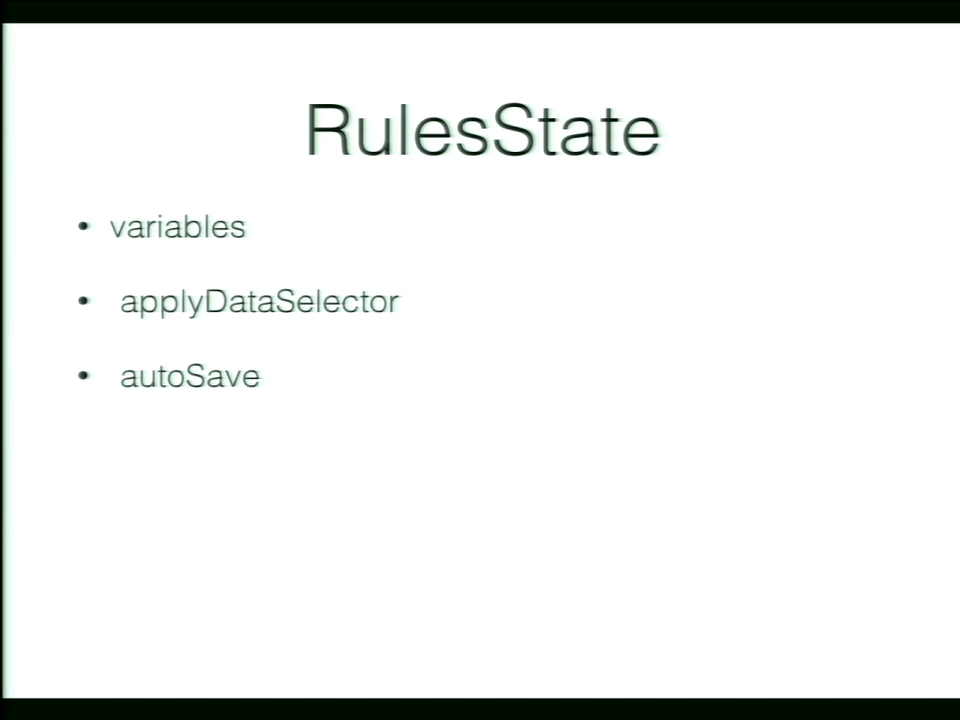 RulesState
• variables
• applyDataSelector
• autoSave